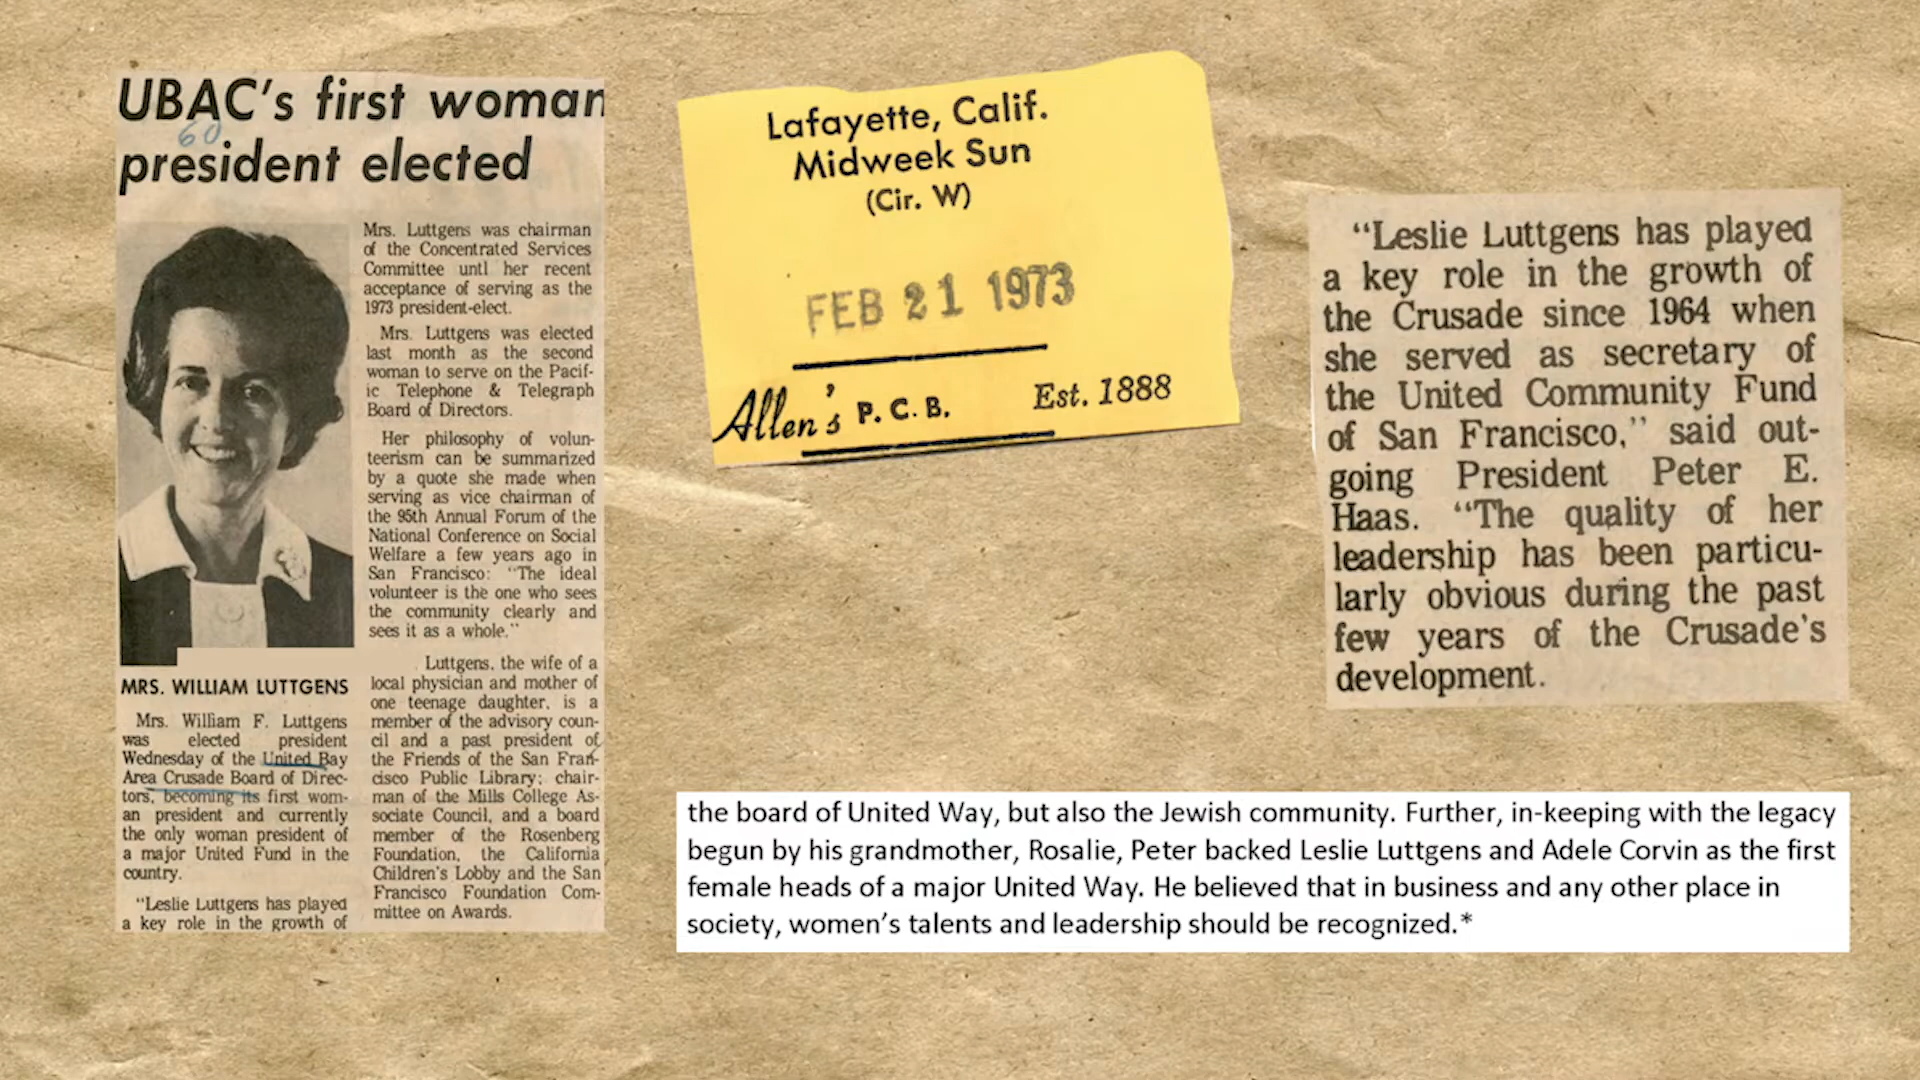 UBAC's first woman
60
president elected
Mrs. Luttgens was chairman
of the Concentrated Services
Committee untl her recent
acceptance of serving as the
1973 president-elect.
Mrs. Luttgens was elected
last month as the second
woman to serve on the Pacif-
ic Telephone & Telegraph
Board of Directors.
Her philosophy of volun-
teerism can be summarized
by a quote she made when
serving as vice chairman of
the 95th Annual Forum of the
National Conference on Social
Welfare a few years ago in
San Francisco: "The ideal
volunteer is the one who sees
the community clearly and
sees it as a whole."
Luttgens, the wife of a
local physician and mother of
one teenage daughter, is a
member of the advisory coun-
cil and a past president of
the Friends of the San Fran-
cisco Public Library; chair-
man of the Mills College As-
sociate Council, and a board
member of the Rosenberg
Foundation, the California
Children's Lobby and the San
Francisco Foundation Com-
mittee on Awards.
MRS. WILLIAM LUTTGENS
Mrs. William F. Luttgens
was elected president
Wednesday of the United Bay
Area Crusade Board of Direc-
tors, becoming its first wom-
an president and currently
the only woman president of
a major United Fund in the
country.
"Leslie Luttgens has played
a key role in the growth of
Lafayette, Calif.
Midweek Sun
(Cir. W)
FEB 21 1973
Allen's P.C.B. Est. 1888
"Leslie Luttgens has played
a key role in the growth of
the Crusade since 1964 when
she served as secretary of
the United Community Fund
of San Francisco," said out-
going President Peter E.
Haas. "The quality of her
leadership has been particu-
larly obvious during the past
few years of the Crusade's
development.
the board of United Way, but also the Jewish community. Further, in-keeping with the legacy
begun by his grandmother, Rosalie, Peter backed Leslie Luttgens and Adele Corvin as the first
female heads of a major United Way. He believed that in business and any other place in
society, women's talents and leadership should be recognized.*